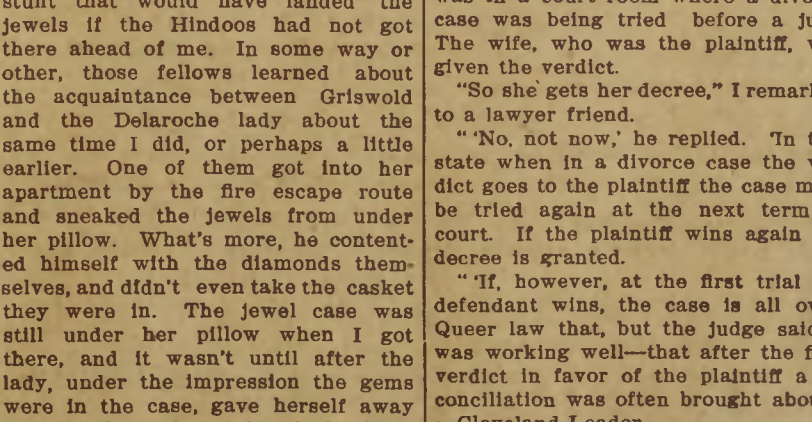 stunt that would have landed the
jewels if the Hindoos had not got
there ahead of me. In some way or
other, those fellows learned about
the acquaintance between Griswold
and the Delaroche lady about the
same time I did, or perhaps a little
earlier. One of them got into her
apartment by the fire escape route
and sneaked the jewels from under
her pillow. What's more, he content-
ed himself with the diamonds them-
selves, and didn't even take the casket
they were in. The jewel case was
still under her pillow when I got
there, and it wasn't until after the
lady, under the impression the gems
were in the case, gave herself away
was in a court room where a
case was being tried before a
The wife, who was the plaintiff,
given the verdict.
"So she gets her decree," I
to a lawyer friend.
"'No, not now,' he replied. 'In
state when in a divorce case the
dict goes to the plaintiff the case
be tried again at the next term
court. If the plaintiff wins again
decree is granted.
"'If, however, at the first trial
defendant wins, the case is all
Queer law that, but the judge
was working well—that after the
verdict in favor of the plaintiff a
conciliation was often brought
Cleveland Leader.